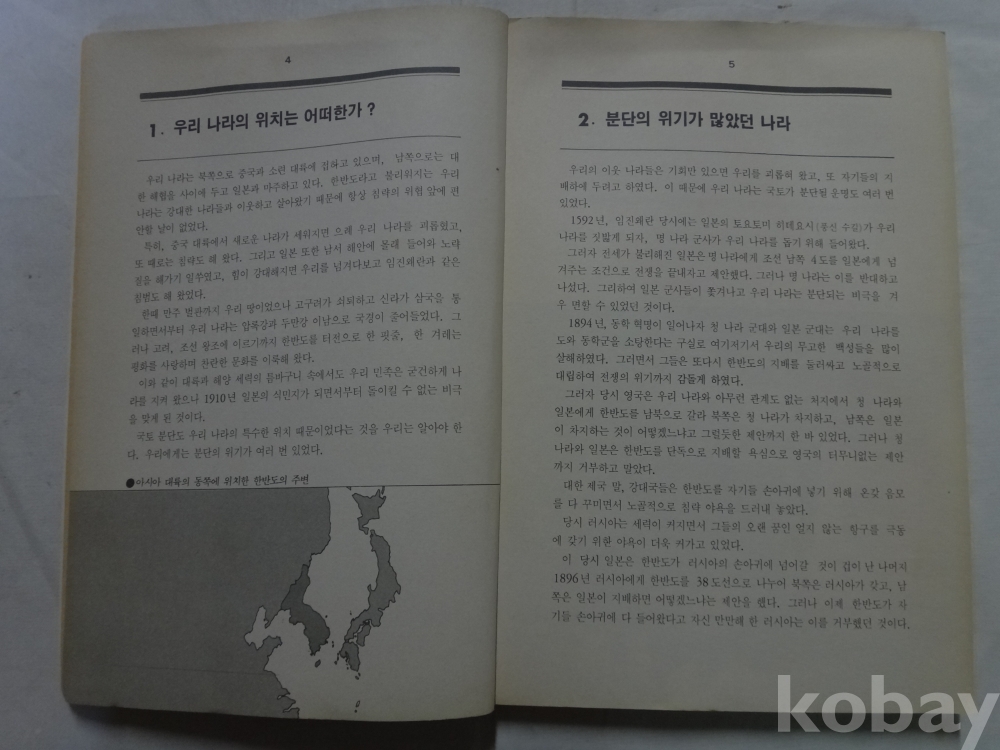 4
1. 우리 나라의 위치는 어떠한가 ?
우리 나라는 북쪽으로 중국과 소련 대륙에 접하고 있으며, 남쪽으로는 대
한 해협을 사이에 두고 일본과 마주하고 있다. 한반도라고 불리워지는 우리
나라는 강대한 나라들과 이웃하고 살아왔기 때문에 항상 침략의 위험 앞에 편
안할 날이 없었다.
특히, 중국 대륙에서 새로운 나라가 세워지면 으레 우리 나라를 괴롭혔고,
또 때로는 침략도 해 왔다. 그리고 일본 또한 남서 해안에 몰래 들어와 노략
질을 해가기 일쑤였고, 힘이 강대해지면 우리를 넘겨다보고 임진왜란과 같은
침범도 해 왔었다.
한때 만주 벌판까지 우리 땅이었으나 고구려가 쇠퇴하고 신라가 삼국을 통
일하면서부터 우리 나라는 압록강과 두만강 이남으로 국경이 줄어들었다. 그
러나 고려, 조선 왕조에 이르기까지 한반도를 터전으로 한 핏줄, 한 겨레는
평화를 사랑하며 찬란한 문화를 이룩해 왔다.
이와 같이 대륙과 해양 세력의 틈바구니 속에서도 우리 민족은 굳건하게 나
라를 지켜 왔으나 1910년 일본의 식민지가 되면서부터 돌이킬 수 없는 비극
을 맞게 된 것이다.
국토 분단도 우리 나라의 특수한 위치 때문이었다는 것을 우리는 알아야 한
다. 우리에게는 분단의 위기가 여러 번 있었다.
●아시아 대륙의 동쪽에 위치한 한반도의 주변
5
2. 분단의 위기가 많았던 나라
우리의 이웃 나라들은 기회만 있으면 우리를 괴롭혀 왔고, 또 자기들의 지
배하에 두려고 하였다. 이 때문에 우리 나라는 국토가 분단될 운명도 여러 번
있었다.
1592년, 임진왜란 당시에는 일본의 토요토미 히데요시(풍신 수길)가 우리
나라를 짓밟게 되자, 명 나라 군사가 우리 나라를 돕기 위해 들어왔다.
그러자 전세가 불리해진 일본은 명 나라에게 조선 남쪽 4도를 일본에게 넘
겨주는 조건으로 전쟁을 끝내자고 제안했다. 그러나 명 나라는 이를 반대하고
나섰다. 그리하여 일본 군사들이 쫓겨나고 우리 나라는 분단되는 비극을 겨
우 면할 수 있었던 것이다.
1894년, 동학 혁명이 일어나자 청 나라 군대와 일본 군대는 우리 나라를
도와 동학군을 소탕한다는 구실로 여기저기서 우리의 무고한 백성들을 많이
살해하였다. 그러면서 그들은 또다시 한반도의 지배를 둘러싸고 노골적으로
대립하여 전쟁의 위기까지 감돌게 하였다.
그러자 당시 영국은 우리 나라와 아무런 관계도 없는 처지에서 청 나라와
일본에게 한반도를 남북으로 갈라 북쪽은 청 나라가 차지하고, 남쪽은 일본
이 차지하는 것이 어떻겠느냐고 그럴듯한 제안까지 한 바 있었다. 그러나 청
나라와 일본은 한반도를 단독으로 지배할 욕심으로 영국의 터무니없는 제안
까지 거부하고 말았다.
대한 제국 말, 강대국들은 한반도를 자기들 손아귀에 넣기 위해 온갖 음모
를 다 꾸미면서 노골적으로 침략 야욕을 드러내 놓았다.
당시 러시아는 세력이 커지면서 그들의 오랜 꿈인 얼지 않는 항구를 극동
에 갖기 위한 야욕이 더욱 커가고 있었다.
이 당시 일본은 한반도가 러시아의 손아귀에 넘어갈 것이 겁이 난 나머지
1896년 러시아에게 한반도를 38도선으로 나누어 북쪽은 러시아가 갖고, 남
쪽은 일본이 지배하면 어떻겠느냐는 제안을 했다. 그러나 이제 한반도가 자
기들 손아귀에 다 들어왔다고 자신 만만해 한 러시아는 이를 거부했던 것이다.
kobay